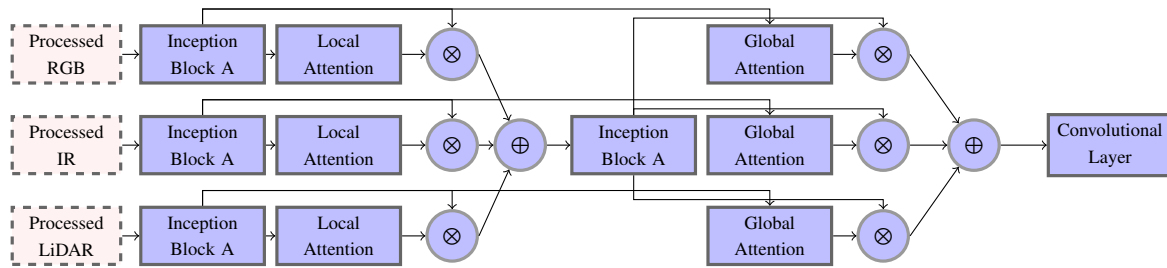 Processed
RGB
Inception
Block A
Local
Attention
⊗
Global
Attention
⊗
Processed
IR
Inception
Block A
Local
Attention
⊗
⊕
Inception
Block A
Global
Attention
⊗
⊕
Convolutional
Layer
Processed
LiDAR
Inception
Block A
Local
Attention
⊗
Global
Attention
⊗